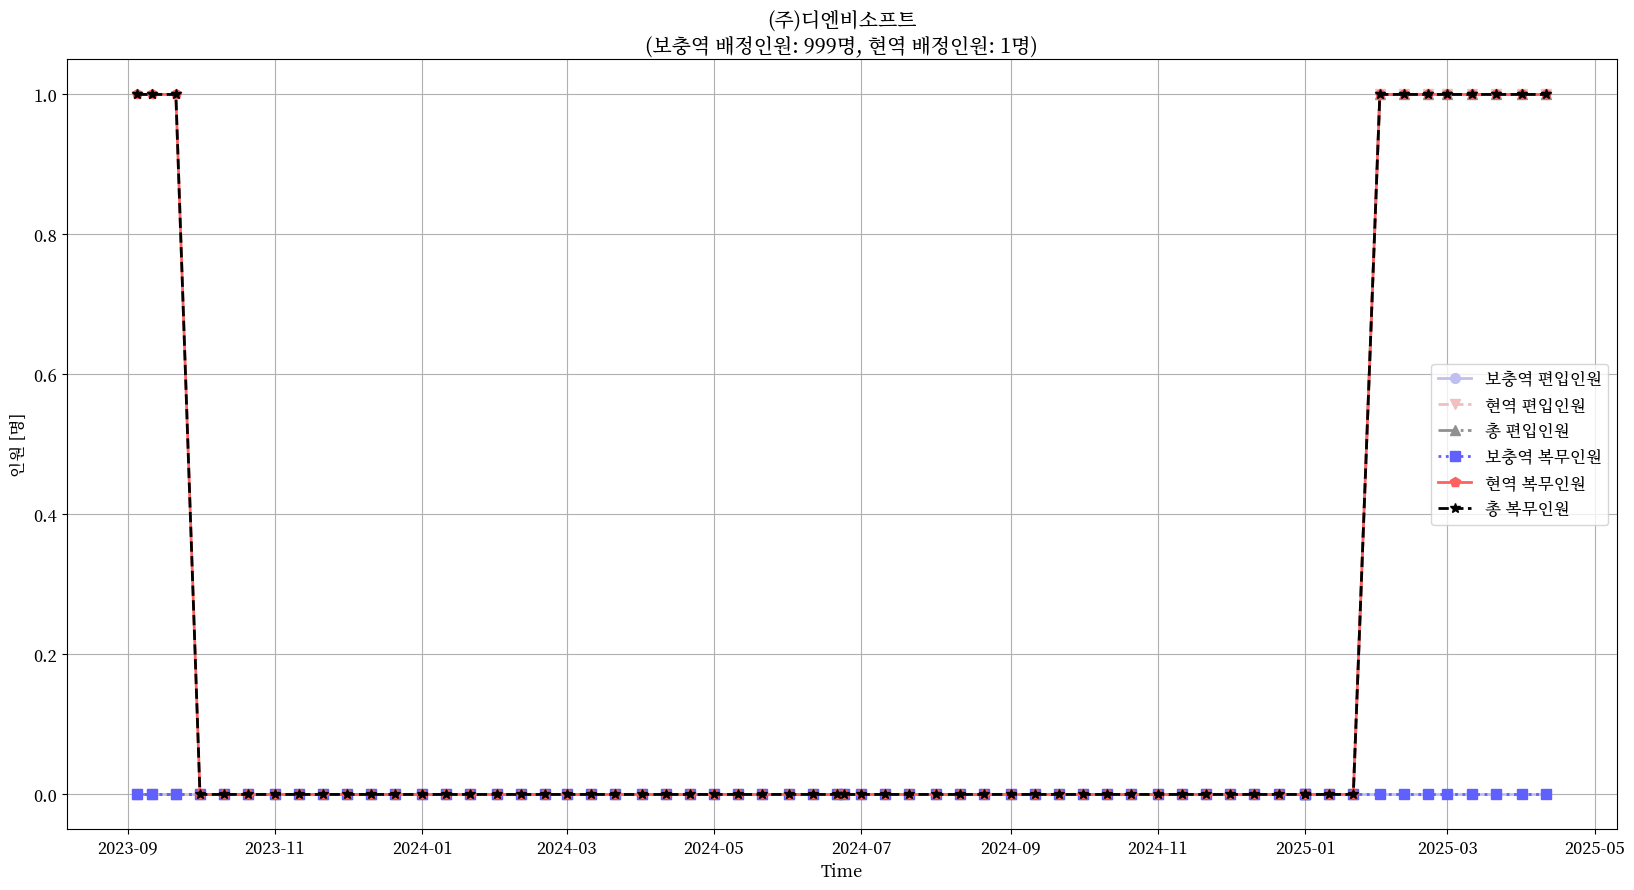 (주)디엔비소프트
(보충역 배정인원: 999명, 현역 배정인원: 1명)
인원 [명]
1.0
0.8
0.6
0.4
0.2
0.0
보충역 편입인원
현역 편입인원
총 편입인원
보충역 복무인원
현역 복무인원
총 복무인원
2023-09 2023-11 2024-01 2024-03 2024-05 2024-07 2024-09 2024-11 2025-01 2025-03 2025-05
Time